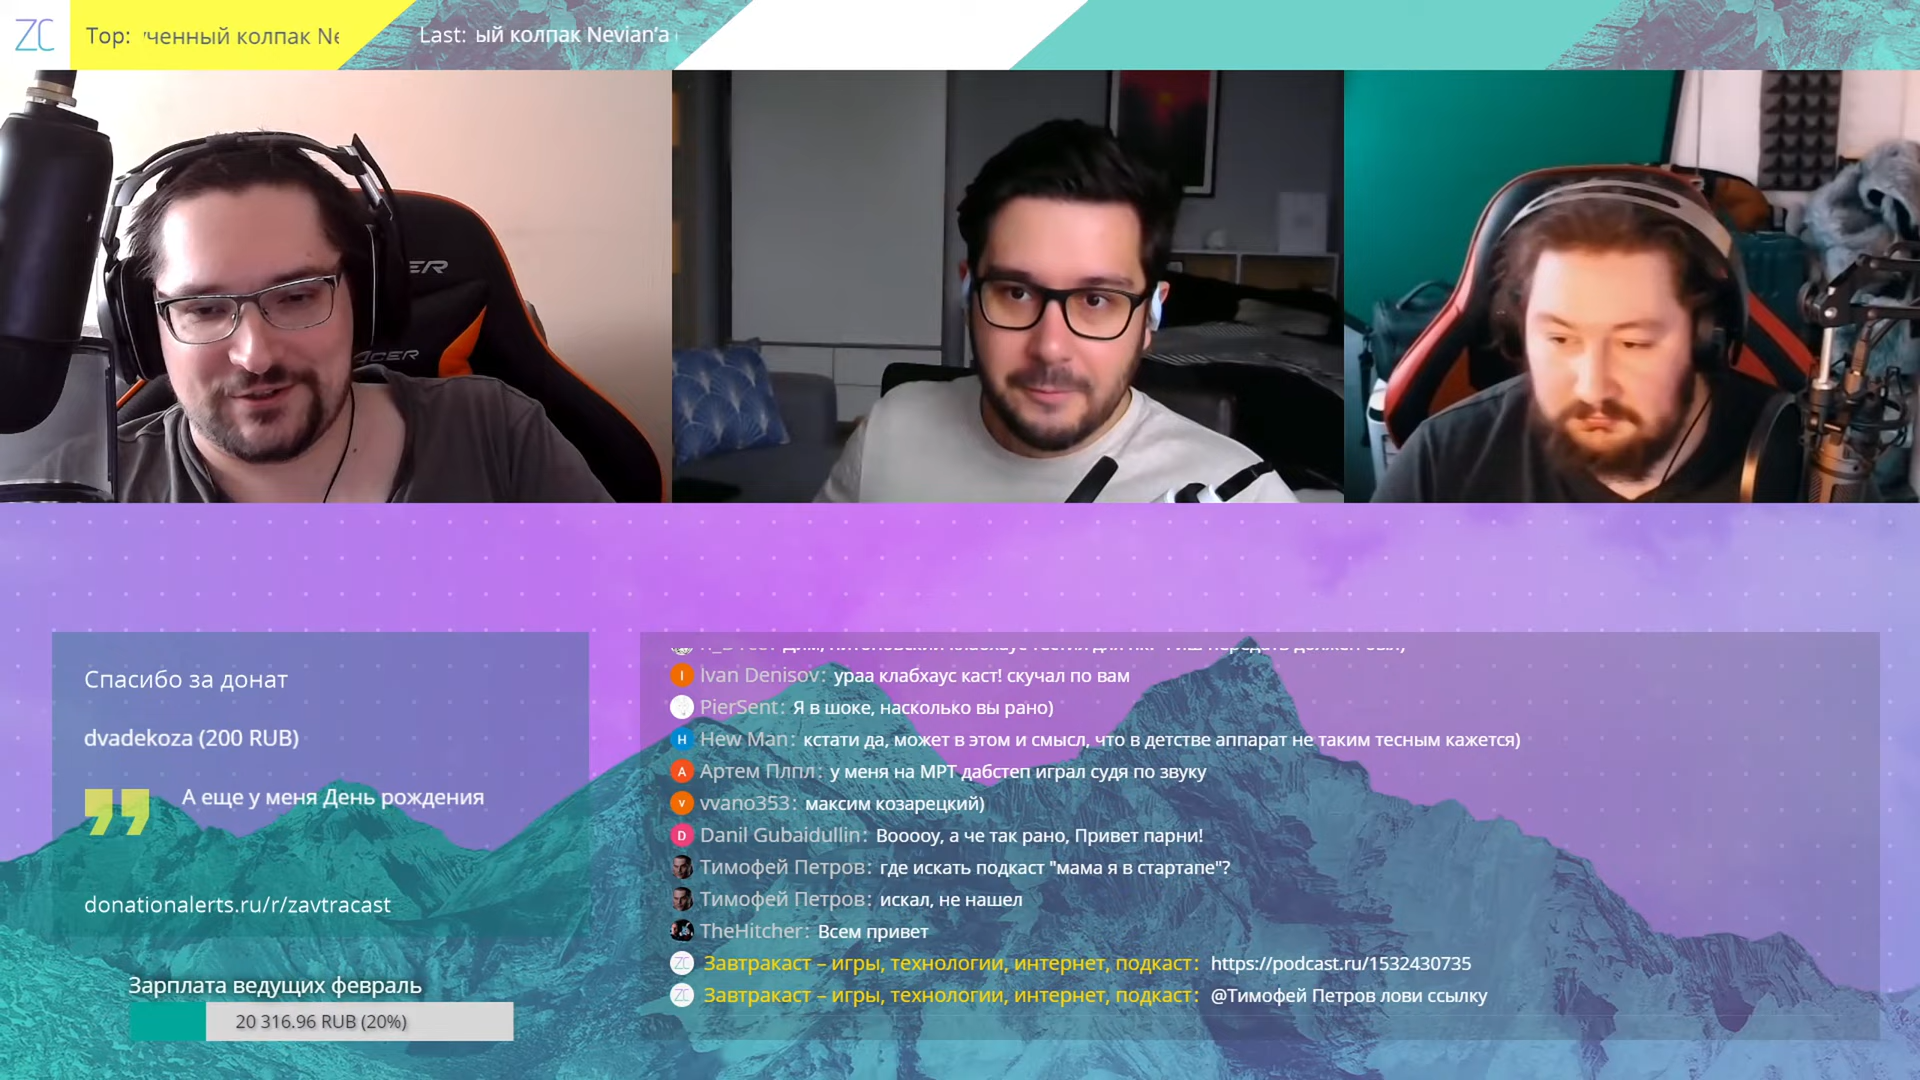 ZC
Top: ученный колпак Ne
Last: ый колпак Nevian'а
ER
ACER
Спасибо за донат
dvadekoza (200 RUB)
А еще у меня День рождения
donationalerts.ru/r/zavtracast
Зарплата ведущих февраль
20 316.96 RUB (20%)
Ivan Denisov: ураа клабхаус каст! скучал по вам
PierSent: Я в шоке, насколько вы рано)
Hew Man: кстати да, может в этом и смысл, что в детстве аппарат не таким тесным кажется)
Артем Плпл: у меня на МРТ дабстеп играл судя по звуку
vvano353: максим козарецкий)
Danil Gubaidullin: Вооооу, а че так рано, Привет парни!
Тимофей Петров: где искать подкаст "мама я в стартапе"?
Тимофей Петров: искал, не нашел
TheHitcher: Всем привет
Завтракаст – игры, технологии, интернет, подкаст: https://podcast.ru/1532430735
Завтракаст – игры, технологии, интернет, подкаст: @Тимофей Петров лови ссылку